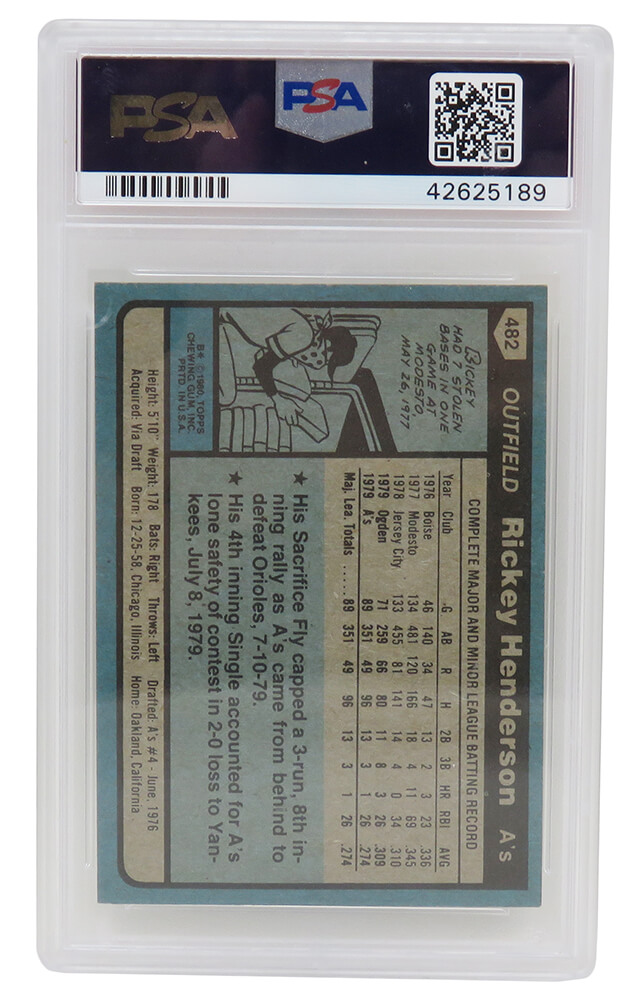 PSA
PSA
42625189
482 OUTFIELD Rickey Henderson A's
RICKEY
HAD 7 STOLEN
BASES IN ONE
GAME AT
MODESTO,
MAY 26, 1977
COMPLETE MAJOR AND MINOR LEAGUE BATTING RECORD
Year Club G AB R H 2B 3B HR RBI AVG
1976 Boise 46 140 34 47 13 2 3 23 .336
1977 Modesto 134 481 120 166 18 4 11 69 .345
1978 Jersey City 133 455 81 141 14 4 0 34 .310
1979 Ogden 71 259 66 80 11 8 3 26 .309
1979 A's 89 351 49 96 13 3 1 26 .274
Maj. Lea. Totals ..... 89 351 49 96 13 3 1 26 .274
★ His Sacrifice Fly capped a 3-run, 8th in-
ning rally as A's came from behind to
defeat Orioles, 7-10-79.
★ His 4th inning Single accounted for A's
lone safety of contest in 2-0 loss to Yan-
kees, July 8, 1979.
B* © 1980, TOPPS
CHEWING GUM, INC.
PRTD. IN U.S.A.
Height: 5'10" Weight: 178 Bats: Right Throws: Left Drafted: A's #4 - June, 1976
Acquired: Via Draft Born: 12-25-58, Chicago, Illinois Home: Oakland, California